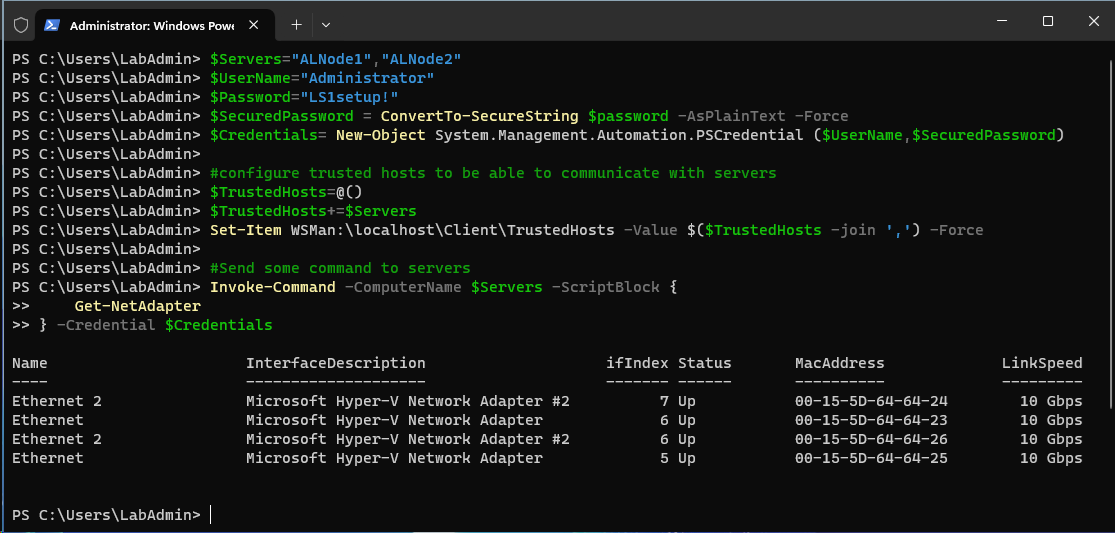 Administrator: Windows Powe
PS C:\Users\LabAdmin> $Servers="ALNode1","ALNode2"
PS C:\Users\LabAdmin> $UserName="Administrator"
PS C:\Users\LabAdmin> $Password="LS1setup!"
PS C:\Users\LabAdmin> $SecuredPassword = ConvertTo-SecureString $password -AsPlainText -Force
PS C:\Users\LabAdmin> $Credentials= New-Object System.Management.Automation.PSCredential ($UserName,$SecuredPassword)
PS C:\Users\LabAdmin>
PS C:\Users\LabAdmin> #configure trusted hosts to be able to communicate with servers
PS C:\Users\LabAdmin> $TrustedHosts=@()
PS C:\Users\LabAdmin> $TrustedHosts+=$Servers
PS C:\Users\LabAdmin> Set-Item WSMan:\localhost\Client\TrustedHosts -Value $($TrustedHosts -join ',') -Force
PS C:\Users\LabAdmin>
PS C:\Users\LabAdmin> #Send some command to servers
PS C:\Users\LabAdmin> Invoke-Command -ComputerName $Servers -ScriptBlock {
>>     Get-NetAdapter
>> } -Credential $Credentials
Name InterfaceDescription ifIndex Status MacAddress LinkSpeed
---- -------------------- ------- ------ ---------- ---------
Ethernet 2 Microsoft Hyper-V Network Adapter #2 7 Up 00-15-5D-64-64-24 10 Gbps
Ethernet Microsoft Hyper-V Network Adapter 6 Up 00-15-5D-64-64-23 10 Gbps
Ethernet 2 Microsoft Hyper-V Network Adapter #2 6 Up 00-15-5D-64-64-26 10 Gbps
Ethernet Microsoft Hyper-V Network Adapter 5 Up 00-15-5D-64-64-25 10 Gbps
PS C:\Users\LabAdmin>